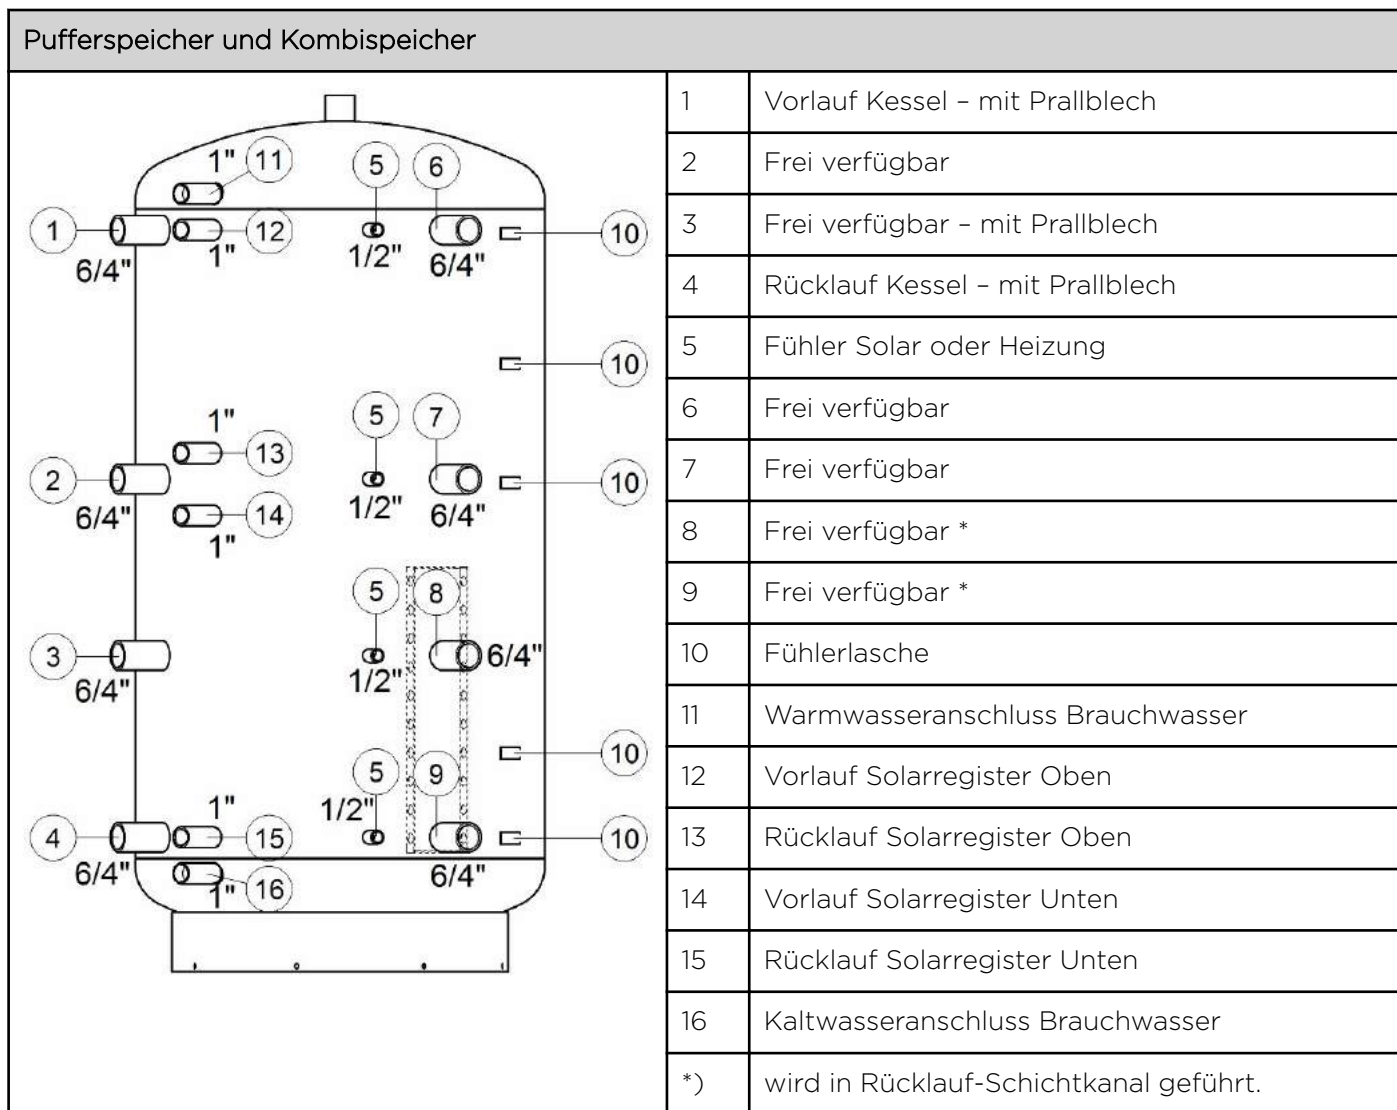 Pufferspeicher und Kombispeicher
1" 11 5 6
1 12 10
6/4" 1" 1/2" 6/4"
10
1" 5 7
13
2 10
6/4" 14 1/2" 6/4"
1"
5 8
3 6/4"
6/4" 1/2"
10
1" 1/2" 5 9
4 15 10
6/4" 6/4"
1" 16
1 Vorlauf Kessel – mit Prallblech
2 Frei verfügbar
3 Frei verfügbar – mit Prallblech
4 Rücklauf Kessel – mit Prallblech
5 Fühler Solar oder Heizung
6 Frei verfügbar
7 Frei verfügbar
8 Frei verfügbar *
9 Frei verfügbar *
10 Fühlerlasche
11 Warmwasseranschluss Brauchwasser
12 Vorlauf Solarregister Oben
13 Rücklauf Solarregister Oben
14 Vorlauf Solarregister Unten
15 Rücklauf Solarregister Unten
16 Kaltwasseranschluss Brauchwasser
*) wird in Rücklauf-Schichtkanal geführt.